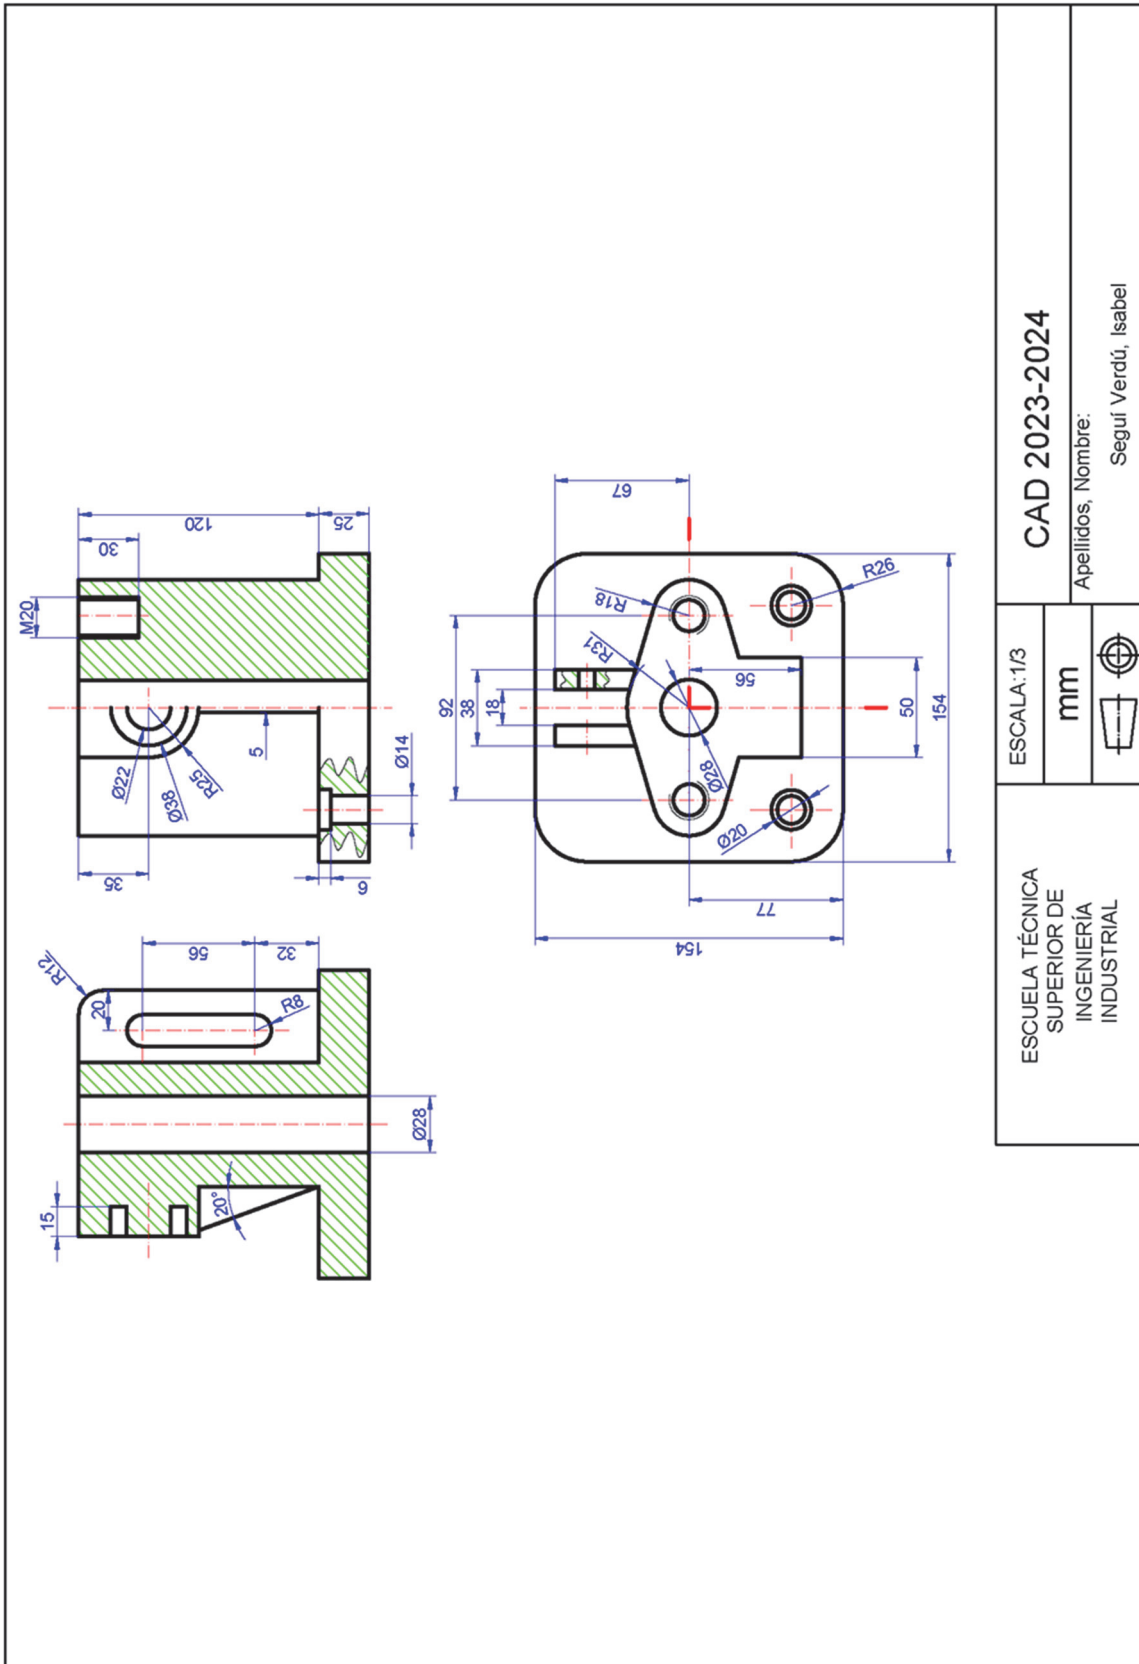 R12
20
56
32
R8
15
20°
Ø28
M20
30
120
25
35
Ø22
Ø38
R25
5
Ø14
6
92
38
18
R18
R31
67
56
Ø28
Ø20
R26
50
154
77
154
ESCUELA TÉCNICA
SUPERIOR DE
INGENIERÍA
INDUSTRIAL
ESCALA:1/3
mm
CAD 2023-2024
Apellidos, Nombre:
Seguí Verdú, Isabel